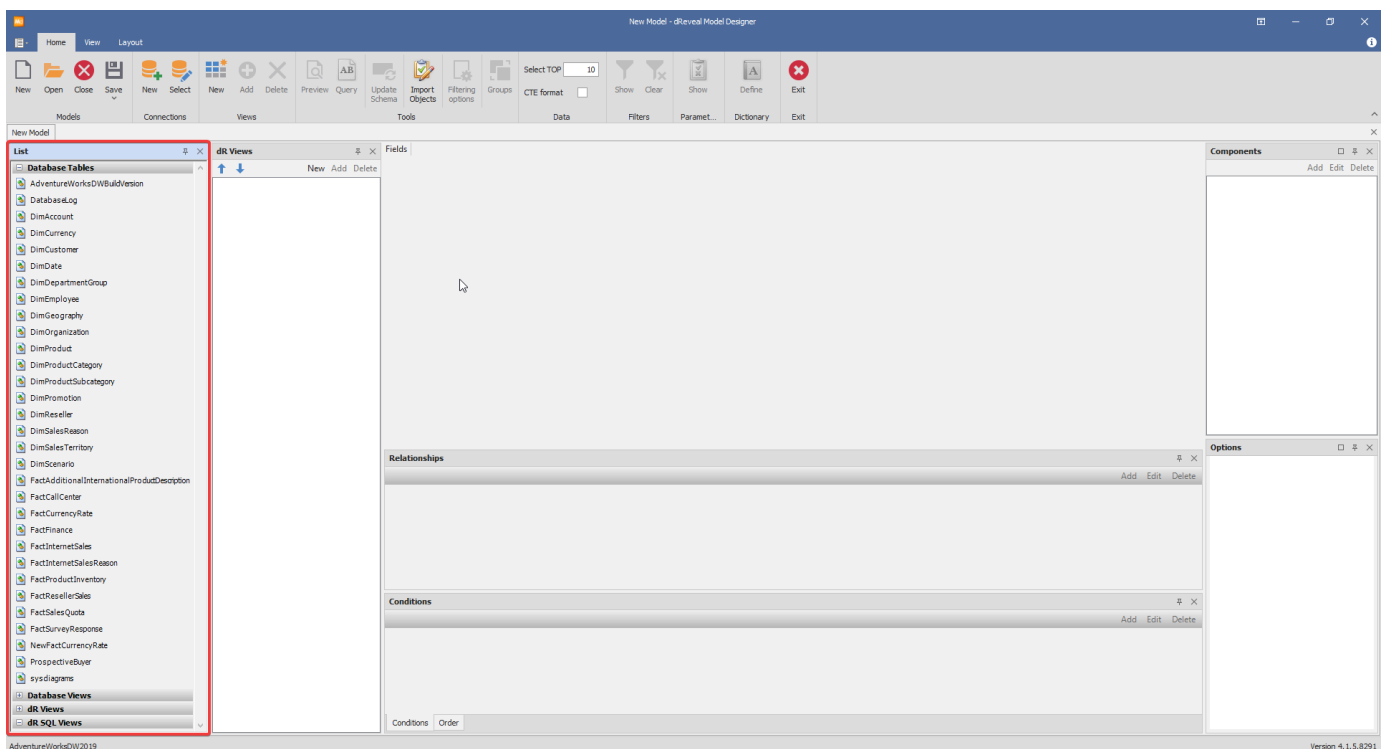 New Model - dReveal Model Designer
Home View Layout
New Open Close Save New Select New Add Delete Preview Query Update Schema Import Objects Filtering options Groups Select TOP 10 CTE format Show Clear Show Define Exit
Models Connections Views Tools Data Filters Paramet... Dictionary Exit
New Model
List
Database Tables
AdventureWorksDWBuildVersion
DatabaseLog
DimAccount
DimCurrency
DimCustomer
DimDate
DimDepartmentGroup
DimEmployee
DimGeography
DimOrganization
DimProduct
DimProductCategory
DimProductSubcategory
DimPromotion
DimReseller
DimSalesReason
DimSalesTerritory
DimScenario
FactAdditionalInternationalProductDescription
FactCallCenter
FactCurrencyRate
FactFinance
FactInternetSales
FactInternetSalesReason
FactProductInventory
FactResellerSales
FactSalesQuota
FactSurveyResponse
NewFactCurrencyRate
ProspectiveBuyer
sysdiagrams
Database Views
dR Views
dR SQL Views
dR Views
New Add Delete
Fields
Relationships
Add Edit Delete
Conditions
Add Edit Delete
Conditions Order
Components
Add Edit Delete
Options
AdventureWorksDW2019
Version 4.1.5.8291